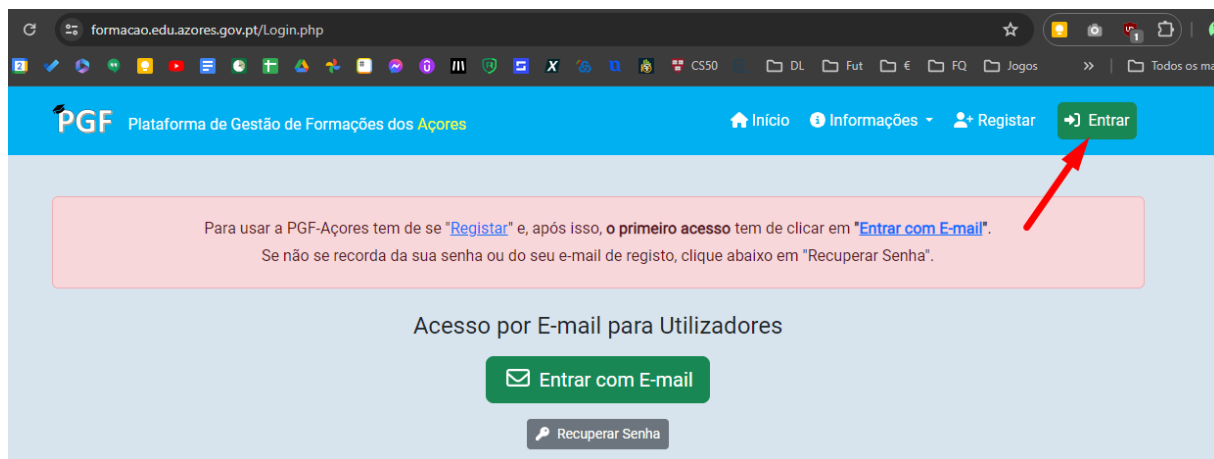 formacao.edu.azores.gov.pt/Login.php
CS50 DL Fut € FQ Jogos » Todos os ma
PGF Plataforma de Gestão de Formações dos Açores Início Informações Registar Entrar
Para usar a PGF-Açores tem de se "Registar" e, após isso, o primeiro acesso tem de clicar em "Entrar com E-mail".
Se não se recorda da sua senha ou do seu e-mail de registo, clique abaixo em "Recuperar Senha".
Acesso por E-mail para Utilizadores
Entrar com E-mail
Recuperar Senha